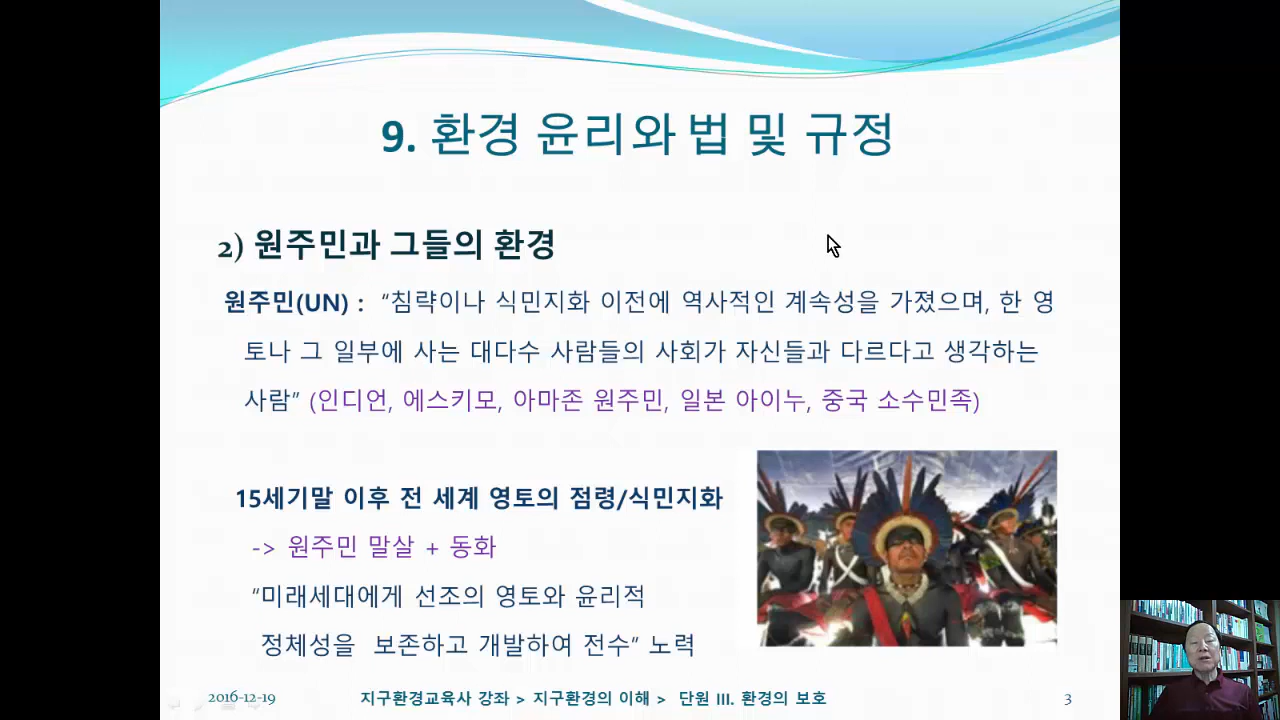 9. 환경 윤리와 법 및 규정
2) 원주민과 그들의 환경
원주민(UN) : “침략이나 식민지화 이전에 역사적인 계속성을 가졌으며, 한 영
토나 그 일부에 사는 대다수 사람들의 사회가 자신들과 다르다고 생각하는
사람” (인디언, 에스키모, 아마존 원주민, 일본 아이누, 중국 소수민족)
15세기말 이후 전 세계 영토의 점령/식민지화
-> 원주민 말살 + 동화
“미래세대에게 선조의 영토와 윤리적
정체성을 보존하고 개발하여 전수” 노력
2016-12-19
지구환경교육사 강좌 > 지구환경의 이해 > 단원 III. 환경의 보호
3